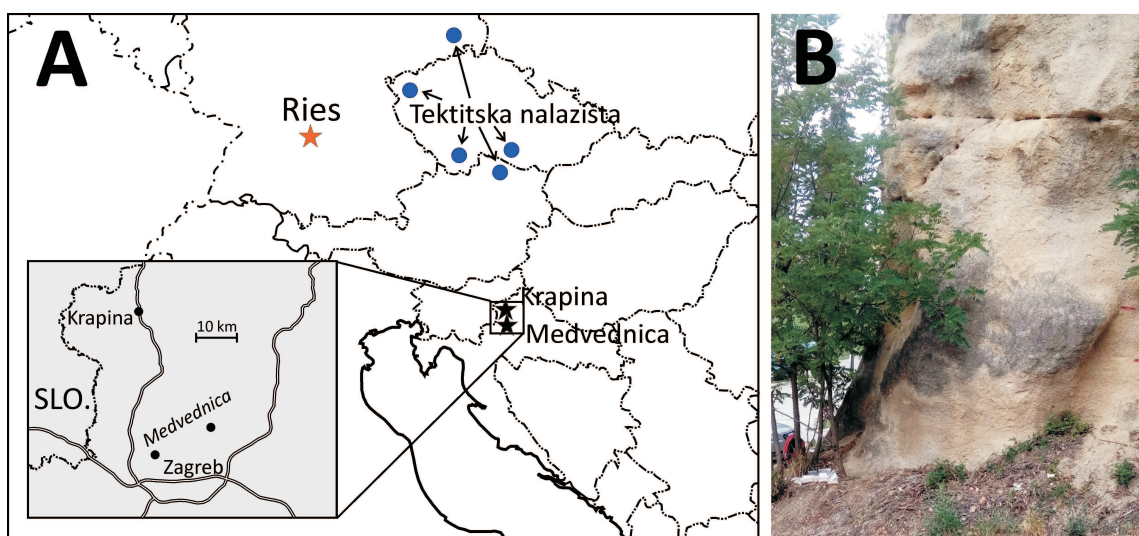 A
Ries
Tektitska nalazišta
Krapina
Medvednica
Krapina
10 km
SLO.
Medvednica
Zagreb
B